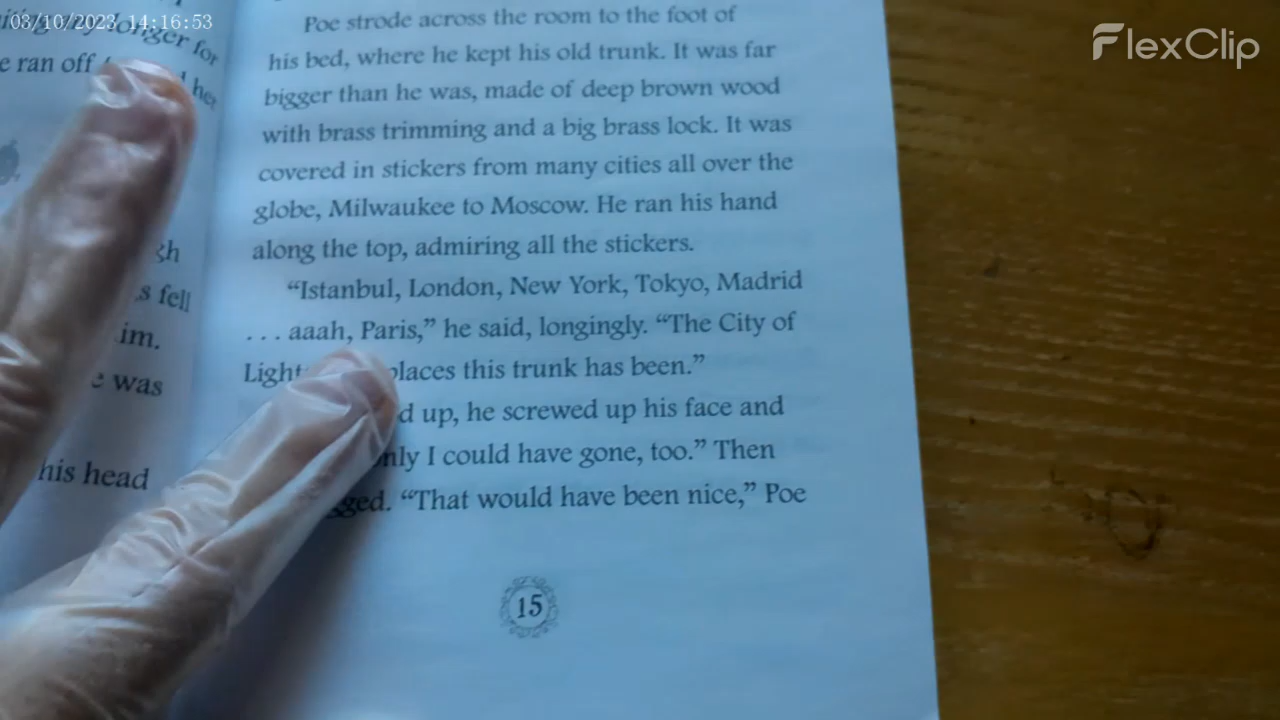 03/10/2023 14:16:53
FlexClip
longer for
e ran off
her
gh
s fell
im.
e was
his head
Poe strode across the room to the foot of
his bed, where he kept his old trunk. It was far
bigger than he was, made of deep brown wood
with brass trimming and a big brass lock. It was
covered in stickers from many cities all over the
globe, Milwaukee to Moscow. He ran his hand
along the top, admiring all the stickers.
“Istanbul, London, New York, Tokyo, Madrid
. . . aaah, Paris,” he said, longingly. “The City of
Light places this trunk has been.”
d up, he screwed up his face and
nly I could have gone, too.” Then
gged. “That would have been nice,” Poe
15